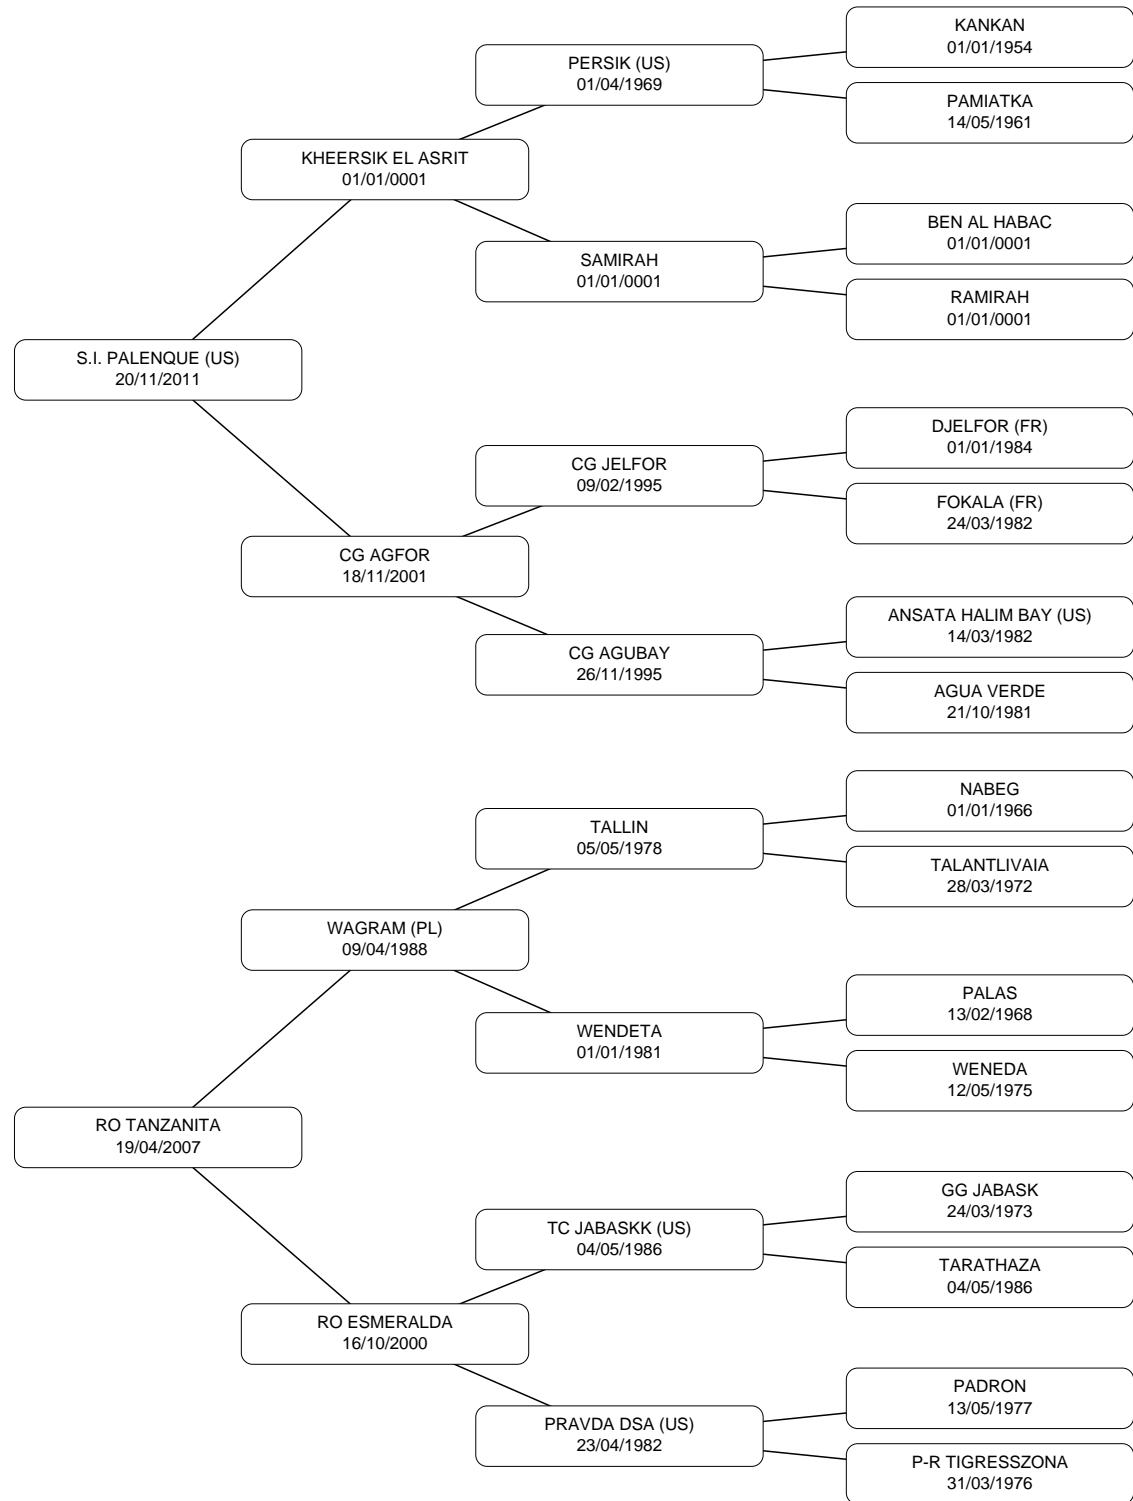 KANKAN
01/01/1954
PERSIK (US)
01/04/1969
PAMIATKA
14/05/1961
KHEERSIK EL ASRIT
01/01/0001
BEN AL HABAC
01/01/0001
SAMIRAH
01/01/0001
RAMIRAH
01/01/0001
S.I. PALENQUE (US)
20/11/2011
DJELFOR (FR)
01/01/1984
CG JELFOR
09/02/1995
FOKALA (FR)
24/03/1982
CG AGFOR
18/11/2001
ANSATA HALIM BAY (US)
14/03/1982
CG AGUBAY
26/11/1995
AGUA VERDE
21/10/1981
NABEG
01/01/1966
TALLIN
05/05/1978
TALANTLIVAIA
28/03/1972
WAGRAM (PL)
09/04/1988
PALAS
13/02/1968
WENDETA
01/01/1981
WENEDA
12/05/1975
RO TANZANITA
19/04/2007
GG JABASK
24/03/1973
TC JABASKK (US)
04/05/1986
TARATHAZA
04/05/1986
RO ESMERALDA
16/10/2000
PADRON
13/05/1977
PRAVDA DSA (US)
23/04/1982
P-R TIGRESSZONA
31/03/1976